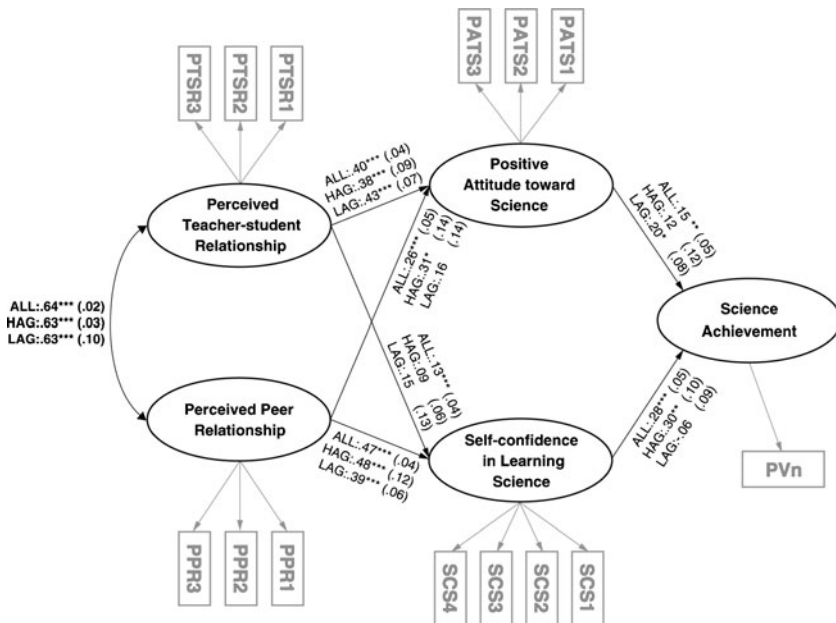 PTSR3
PTSR2
PTSR1
PATS3
PATS2
PATS1
Perceived
Teacher-student
Relationship
ALL:.40*** (.04)
HAG:.38*** (.09)
LAG:.43*** (.07)
Positive
Attitude toward
Science
ALL:.15 ** (.05)
HAG:.12 (.12)
LAG:.20* (.08)
ALL:.26*** (.05)
HAG:.31* (.14)
LAG:.16 (.14)
ALL:.64*** (.02)
HAG:.63*** (.03)
LAG:.63*** (.10)
Science
Achievement
ALL:.13*** (.04)
HAG:.09 (.06)
LAG:.15 (.13)
Perceived Peer
Relationship
ALL:.47*** (.04)
HAG:.48*** (.12)
LAG:.39*** (.06)
Self-confidence
in Learning
Science
ALL:.28*** (.05)
HAG:.30** (.10)
LAG:-.06 (.09)
PVn
PPR3
PPR2
PPR1
SCS4
SCS3
SCS2
SCS1